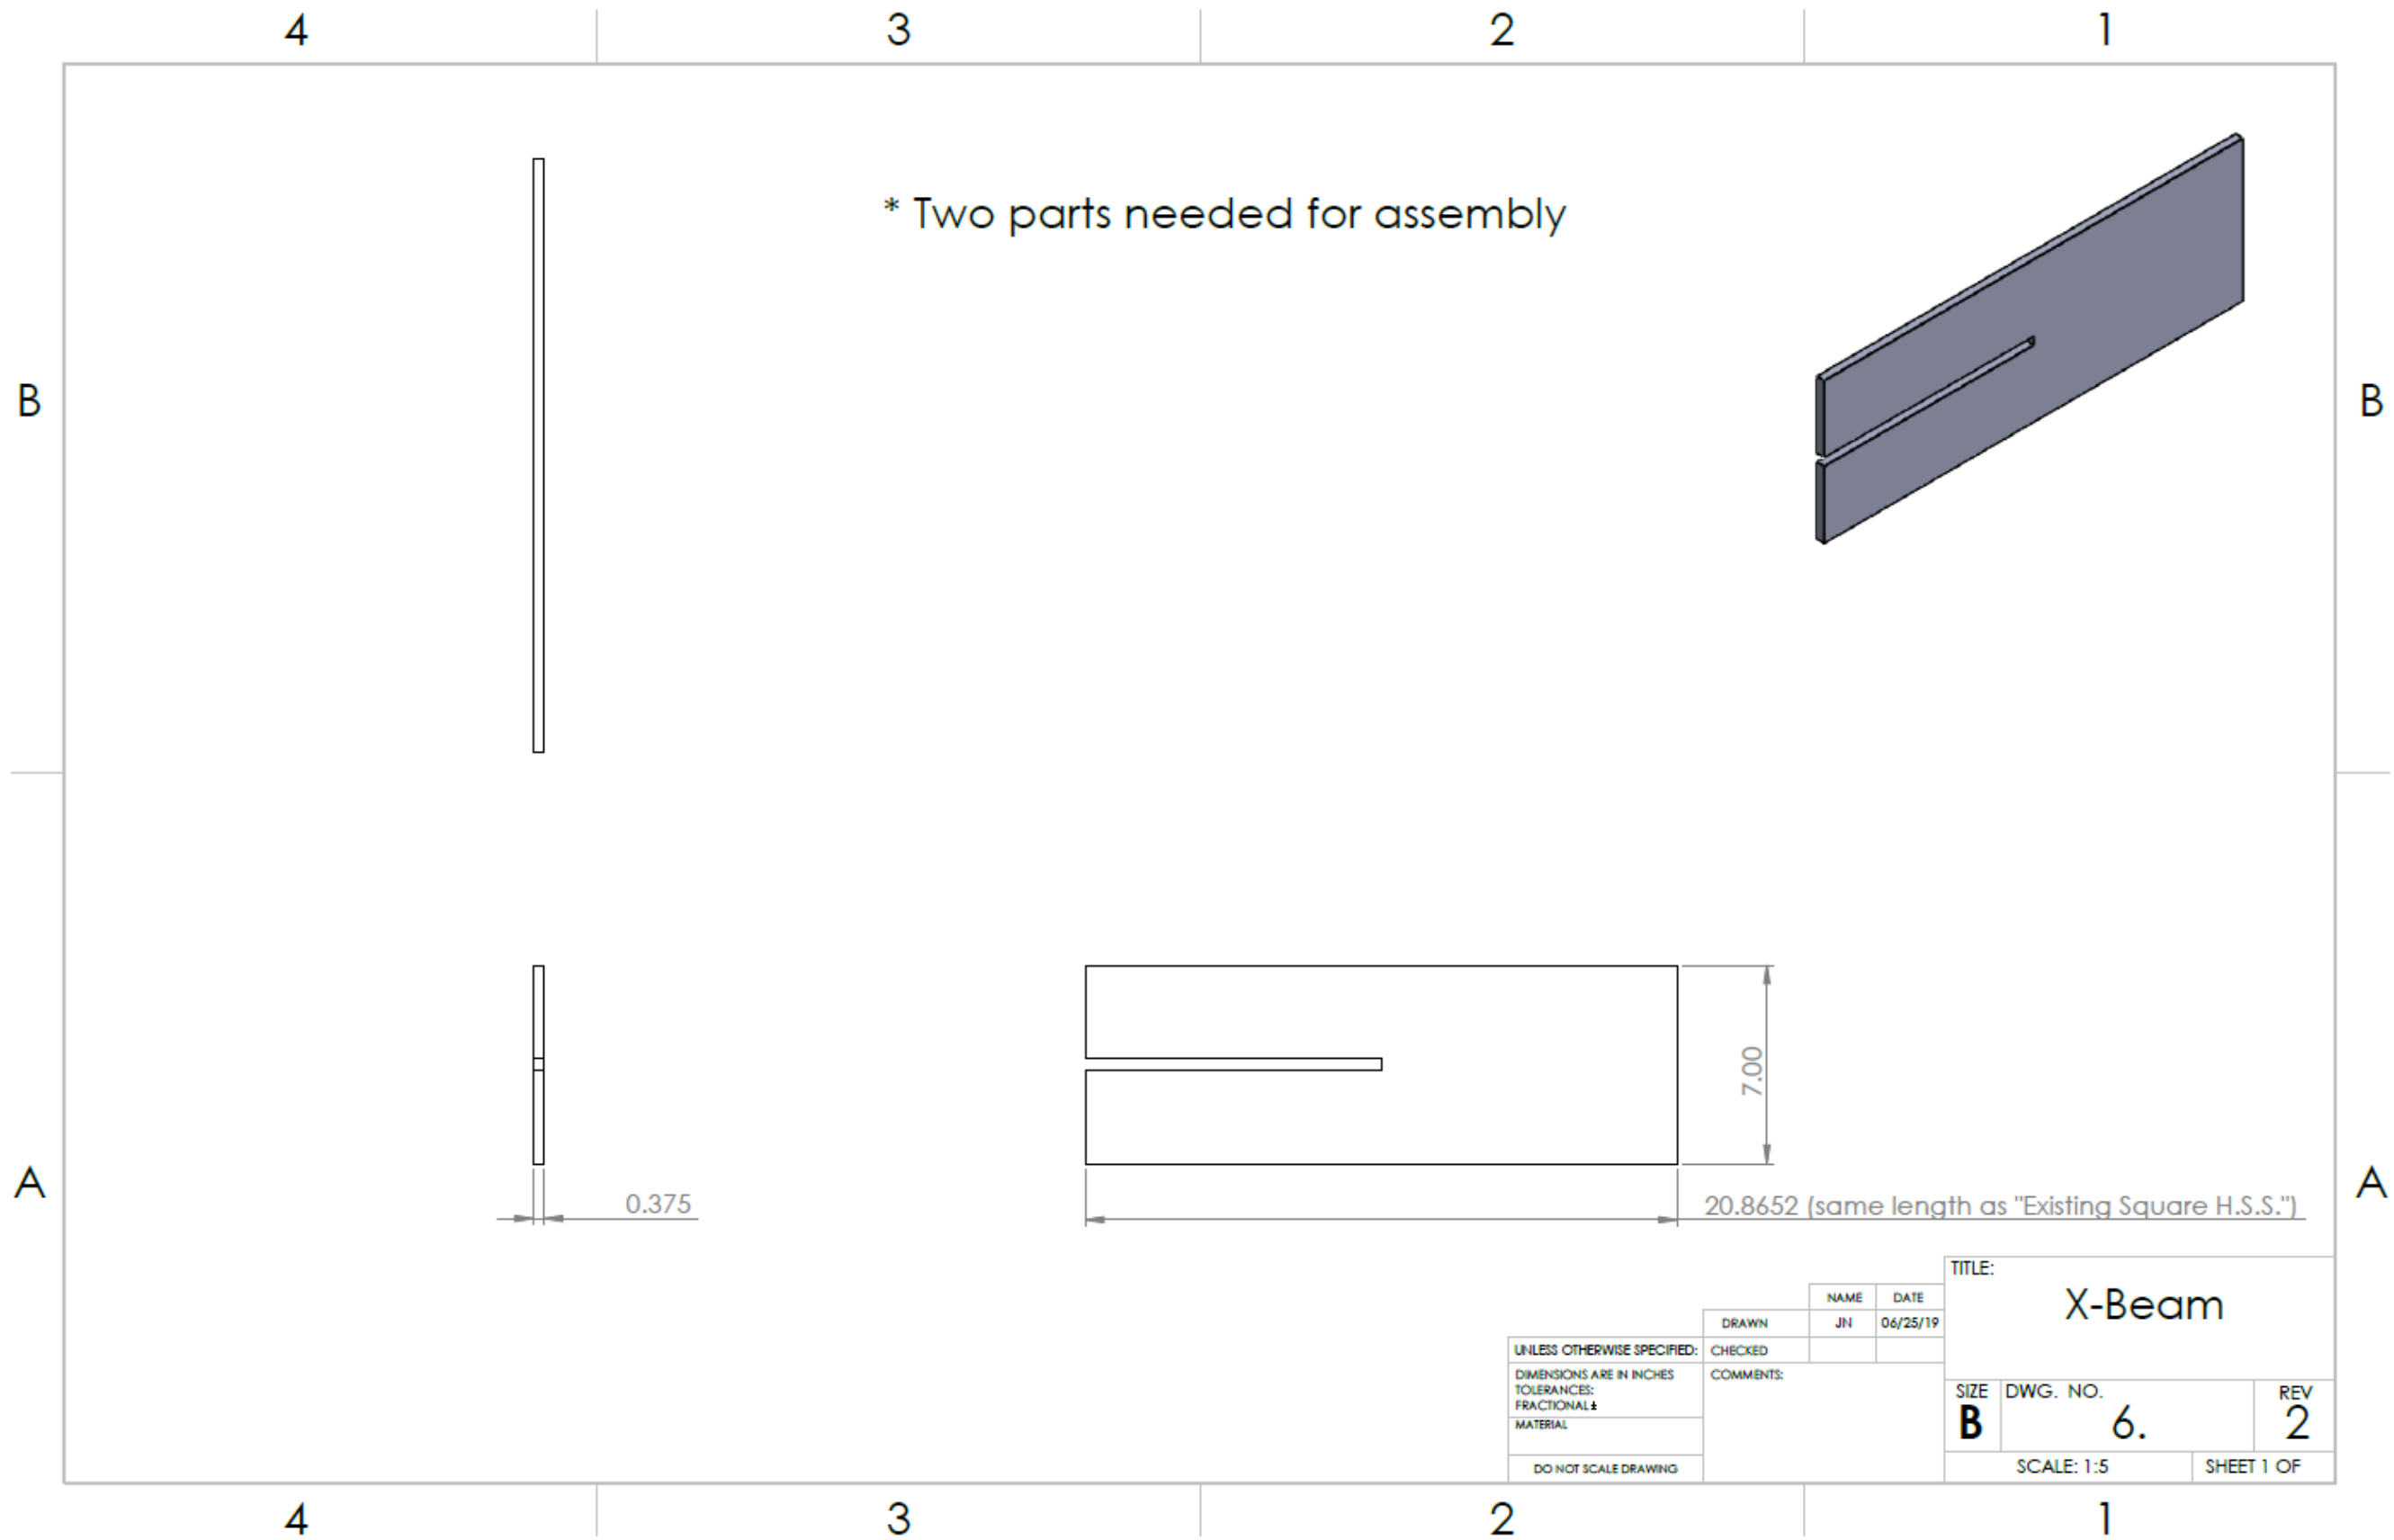 4 3 2 1
* Two parts needed for assembly
B B
7.00
A A
0.375
20.8652 (same length as "Existing Square H.S.S.")
TITLE:
X-Beam
NAME DATE
DRAWN JN 06/25/19
UNLESS OTHERWISE SPECIFIED: CHECKED
DIMENSIONS ARE IN INCHES COMMENTS:
TOLERANCES:
FRACTIONAL ±
MATERIAL
DO NOT SCALE DRAWING
SIZE DWG. NO. REV
B 6. 2
SCALE: 1:5 SHEET 1 OF
4 3 2 1